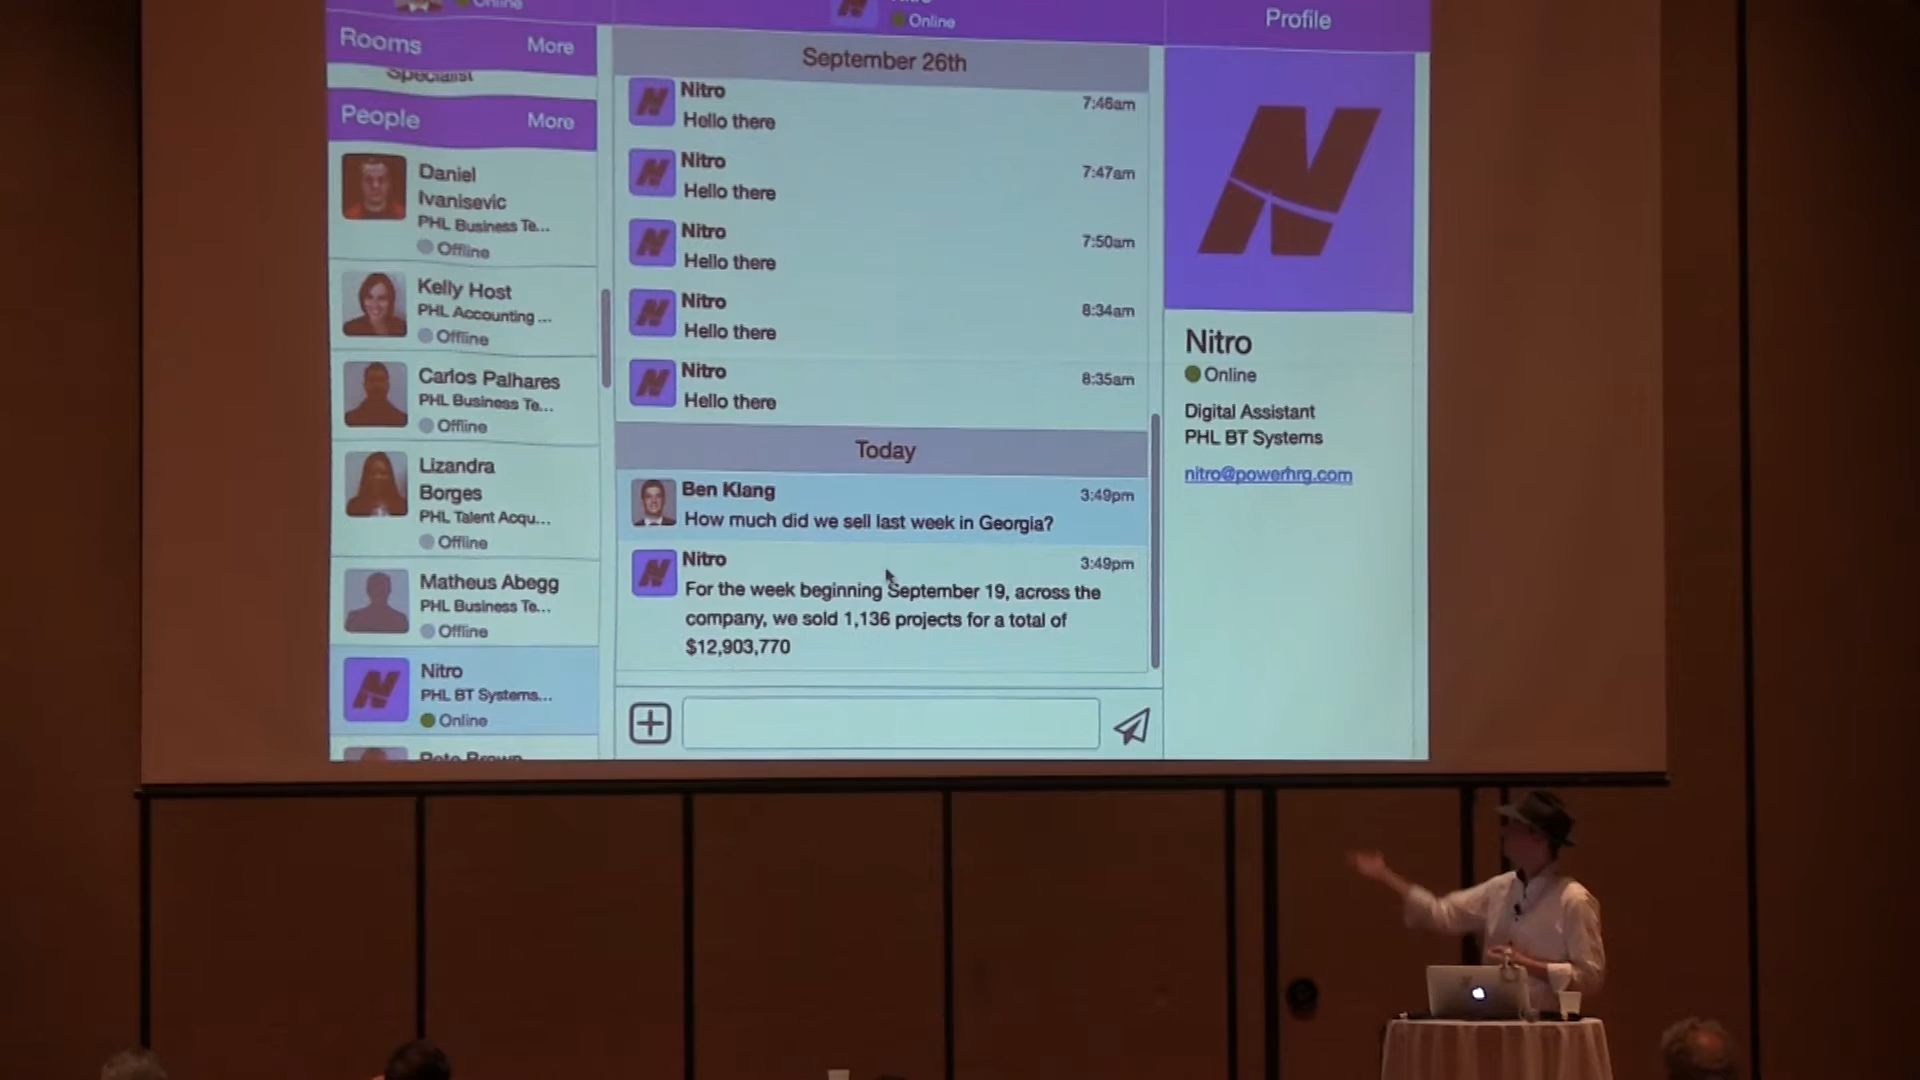 Online
Online
Profile
Rooms More
Specialist
People More
Daniel
Ivanisevic
PHL Business Te...
Offline
Kelly Host
PHL Accounting ...
Offline
Carlos Palhares
PHL Business Te...
Offline
Lizandra
Borges
PHL Talent Acqu...
Offline
Matheus Abegg
PHL Business Te...
Offline
Nitro
PHL BT Systems...
Online
Pete Brown
September 26th
Nitro 7:46am
Hello there
Nitro 7:47am
Hello there
Nitro 7:50am
Hello there
Nitro 8:34am
Hello there
Nitro 8:35am
Hello there
Today
Ben Klang 3:49pm
How much did we sell last week in Georgia?
Nitro 3:49pm
For the week beginning September 19, across the
company, we sold 1,136 projects for a total of
$12,903,770
N
Nitro
Online
Digital Assistant
PHL BT Systems
nitro@powerhrg.com